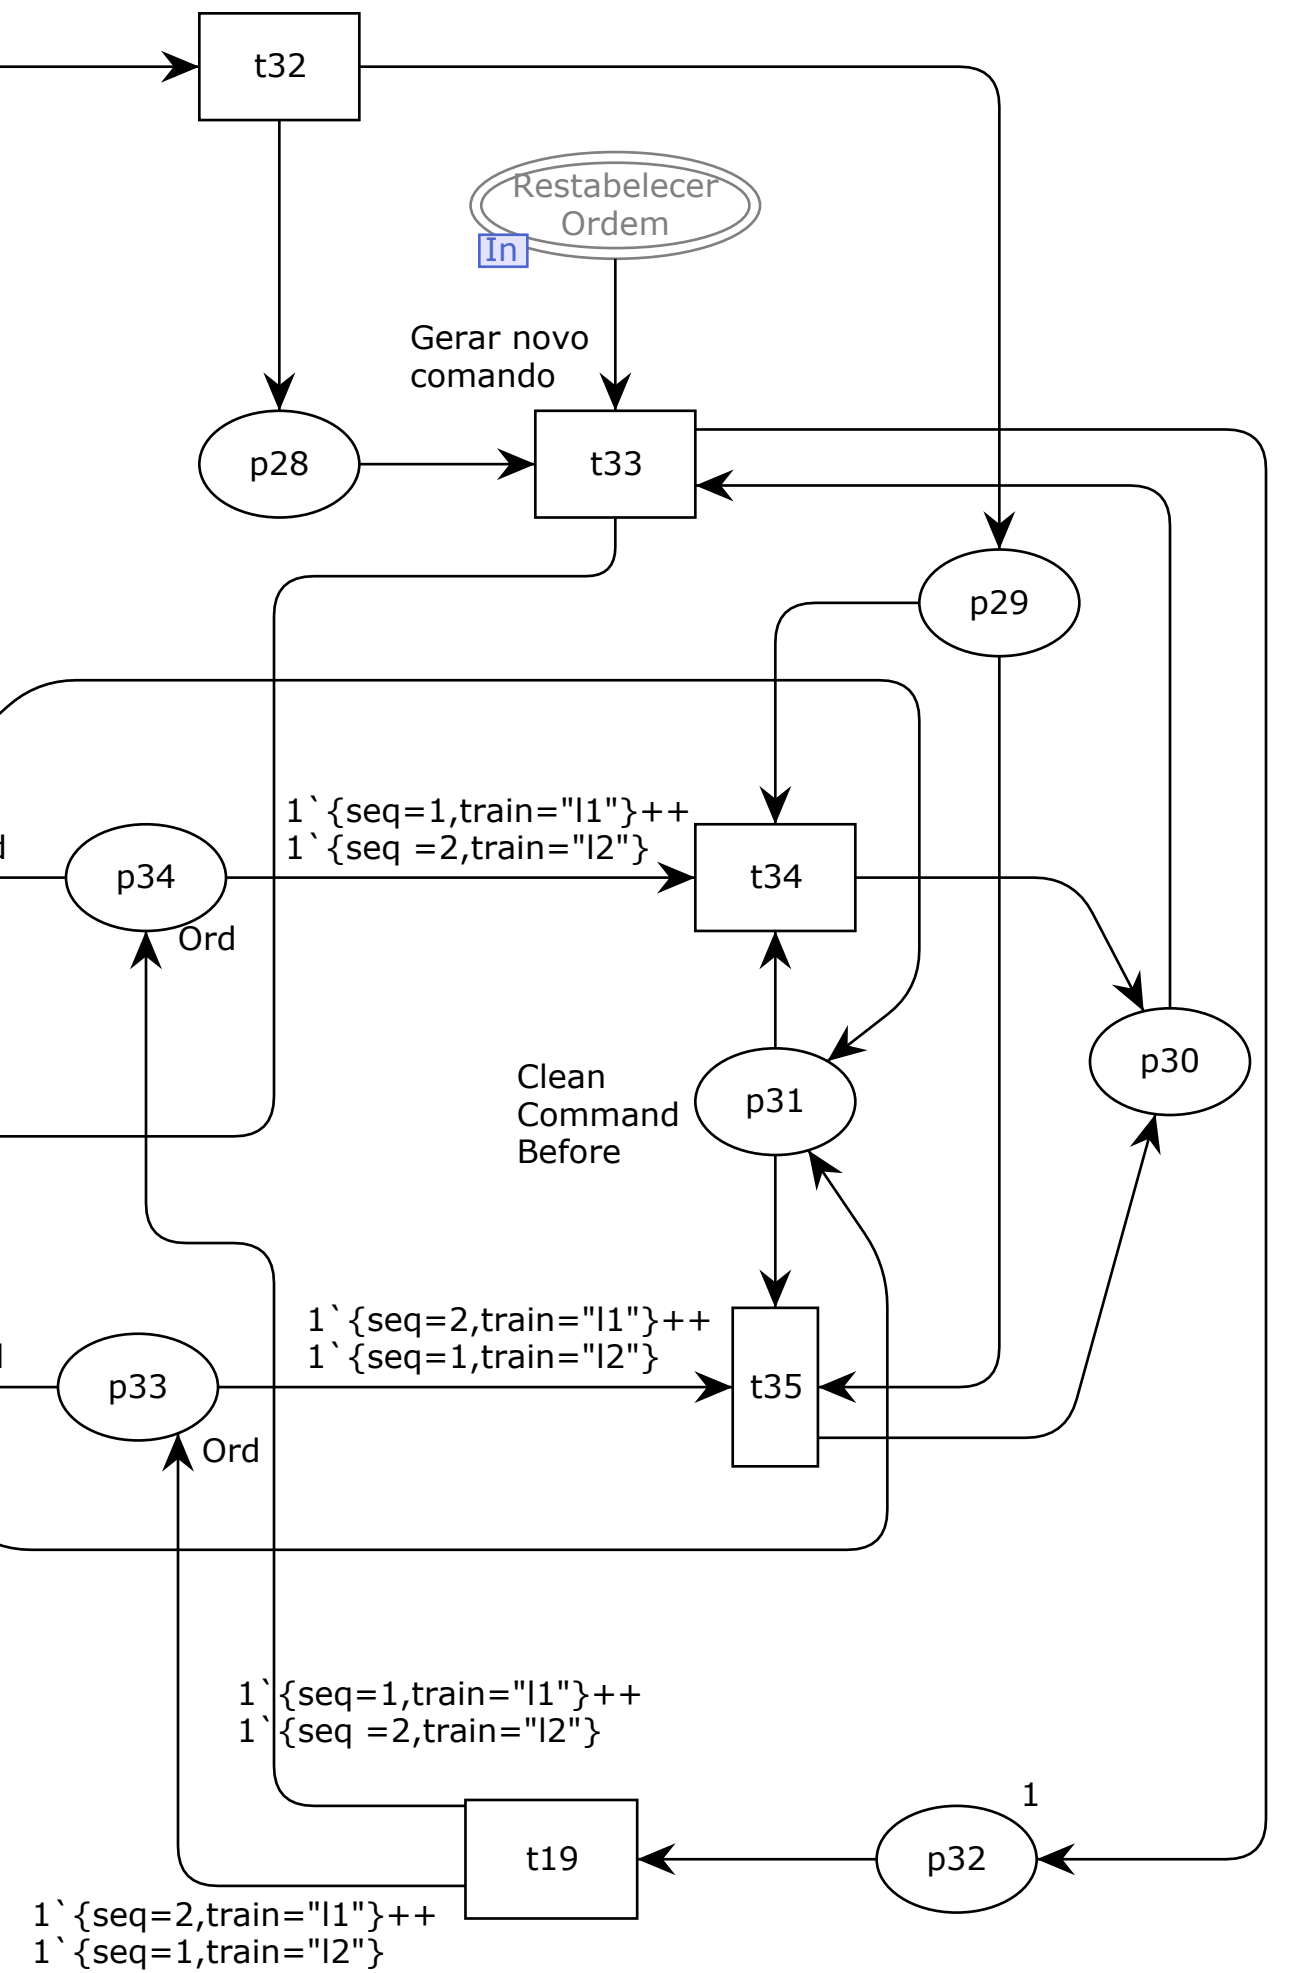 t32
Restabelecer
Ordem
In
Gerar novo
comando
p28
t33
p29
1`{seq=1,train="l1"}++
1`{seq =2,train="l2"}
p34
t34
Ord
Clean
Command
Before
p31
p30
1`{seq=2,train="l1"}++
1`{seq=1,train="l2"}
p33
t35
Ord
1`{seq=1,train="l1"}++
1`{seq =2,train="l2"}
1
t19
p32
1`{seq=2,train="l1"}++
1`{seq=1,train="l2"}